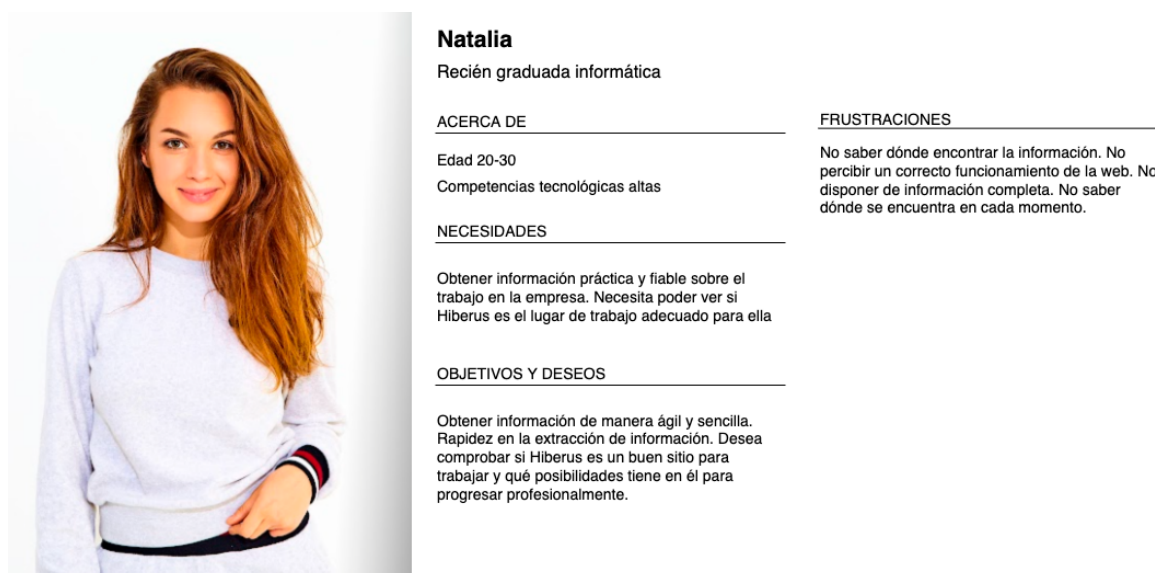 Natalia
Recién graduada informática
ACERCA DE
Edad 20-30
Competencias tecnológicas altas
NECESIDADES
Obtener información práctica y fiable sobre el
trabajo en la empresa. Necesita poder ver si
Hiberus es el lugar de trabajo adecuado para ella
OBJETIVOS Y DESEOS
Obtener información de manera ágil y sencilla.
Rapidez en la extracción de información. Desea
comprobar si Hiberus es un buen sitio para
trabajar y qué posibilidades tiene en él para
progresar profesionalmente.
FRUSTRACIONES
No saber dónde encontrar la información. No
percibir un correcto funcionamiento de la web. No
disponer de información completa. No saber
dónde se encuentra en cada momento.